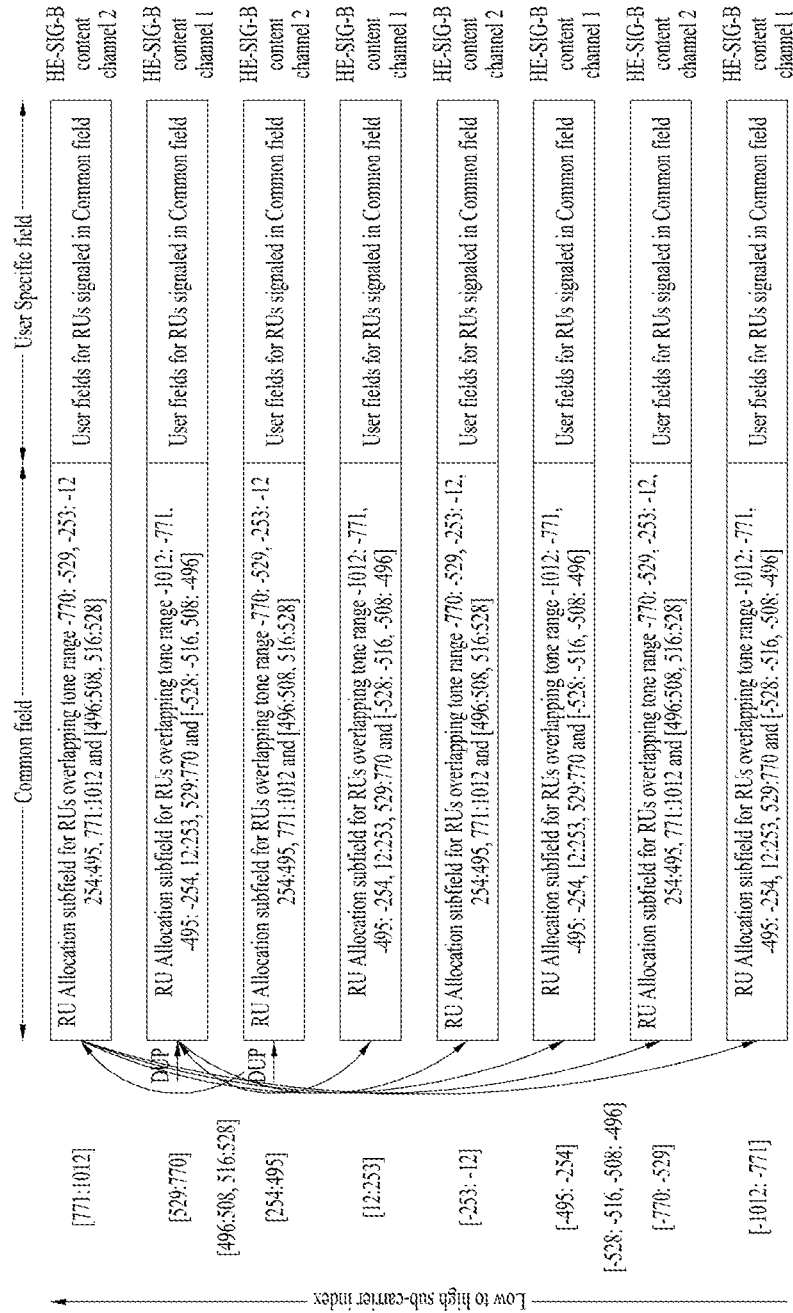 Common field
User Specific field
[771:1012]
RU Allocation subfield for RUs overlapping tone range -770: -529, -253: -12
254:495, 771:1012 and [496:508, 516:528]
User fields for RUs signaled in Common field
HE-SIG-B
content
channel 2
[529:770]
DUP
RU Allocation subfield for RUs overlapping tone range -1012: -771,
-495: -254, 12:253, 529:770 and [-528: -516, 508: -496]
User fields for RUs signaled in Common field
HE-SIG-B
content
channel 1
[496:508, 516:528]
[254:495]
DUP
RU Allocation subfield for RUs overlapping tone range -770: -529, -253: -12
254:495, 771:1012 and [496:508, 516:528]
User fields for RUs signaled in Common field
HE-SIG-B
content
channel 2
[12:253]
RU Allocation subfield for RUs overlapping tone range -1012: -771,
-495: -254, 12:253, 529:770 and [-528: -516, -508: -496]
User fields for RUs signaled in Common field
HE-SIG-B
content
channel 1
[-253: -12]
RU Allocation subfield for RUs overlapping tone range -770: -529, -253: -12,
254:495, 771:1012 and [496:508, 516:528]
User fields for RUs signaled in Common field
HE-SIG-B
content
channel 2
[-495: -254]
RU Allocation subfield for RUs overlapping tone range -1012: -771,
-495: -254, 12:253, 529:770 and [-528: -516, -508: -496]
User fields for RUs signaled in Common field
HE-SIG-B
content
channel 1
[-528: -516, -508: -496]
[-770: -529]
RU Allocation subfield for RUs overlapping tone range -770: -529, -253: -12,
254:495, 771:1012 and [496:508, 516:528]
User fields for RUs signaled in Common field
HE-SIG-B
content
channel 2
[-1012: -771]
RU Allocation subfield for RUs overlapping tone range -1012: -771,
-495: -254, 12:253, 529:770 and [-528: -516, -508: -496]
User fields for RUs signaled in Common field
HE-SIG-B
content
channel 1
Low to high sub-carrier index